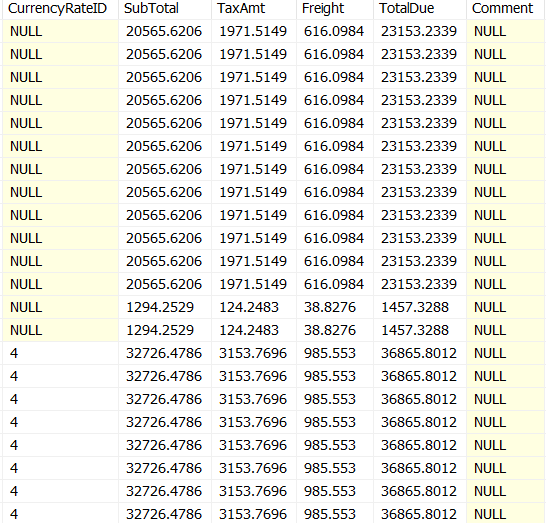 CurrencyRateID SubTotal TaxAmt Freight TotalDue Comment
NULL 20565.6206 1971.5149 616.0984 23153.2339 NULL
NULL 20565.6206 1971.5149 616.0984 23153.2339 NULL
NULL 20565.6206 1971.5149 616.0984 23153.2339 NULL
NULL 20565.6206 1971.5149 616.0984 23153.2339 NULL
NULL 20565.6206 1971.5149 616.0984 23153.2339 NULL
NULL 20565.6206 1971.5149 616.0984 23153.2339 NULL
NULL 20565.6206 1971.5149 616.0984 23153.2339 NULL
NULL 20565.6206 1971.5149 616.0984 23153.2339 NULL
NULL 20565.6206 1971.5149 616.0984 23153.2339 NULL
NULL 20565.6206 1971.5149 616.0984 23153.2339 NULL
NULL 20565.6206 1971.5149 616.0984 23153.2339 NULL
NULL 20565.6206 1971.5149 616.0984 23153.2339 NULL
NULL 1294.2529 124.2483 38.8276 1457.3288 NULL
NULL 1294.2529 124.2483 38.8276 1457.3288 NULL
4 32726.4786 3153.7696 985.553 36865.8012 NULL
4 32726.4786 3153.7696 985.553 36865.8012 NULL
4 32726.4786 3153.7696 985.553 36865.8012 NULL
4 32726.4786 3153.7696 985.553 36865.8012 NULL
4 32726.4786 3153.7696 985.553 36865.8012 NULL
4 32726.4786 3153.7696 985.553 36865.8012 NULL
4 32726.4786 3153.7696 985.553 36865.8012 NULL
4 32726.4786 3153.7696 985.553 36865.8012 NULL